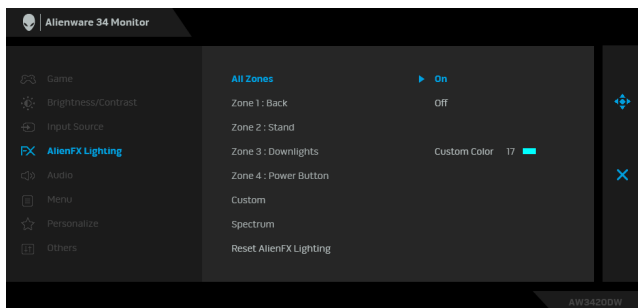 Alienware 34 Monitor
Game
Brightness/Contrast
Input Source
FX AlienFX Lighting
Audio
Menu
Personalize
Others
All Zones On
Zone 1 : Back Off
Zone 2 : Stand
Zone 3 : Downlights Custom Color 17
Zone 4 : Power Button
Custom
Spectrum
Reset AlienFX Lighting
AW3420DW